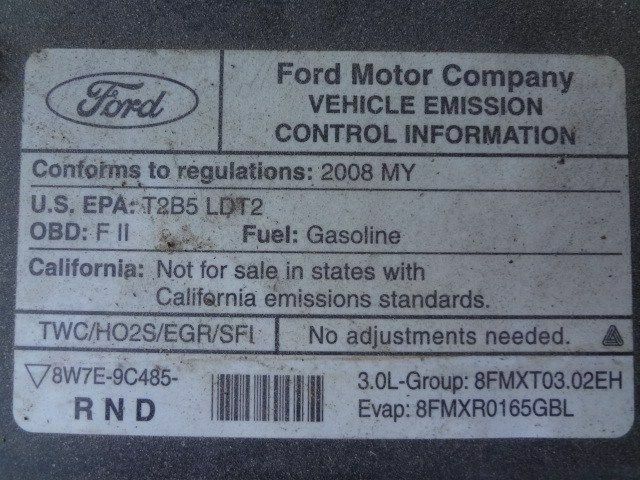 Ford
Ford Motor Company
VEHICLE EMISSION
CONTROL INFORMATION
Conforms to regulations: 2008 MY
U.S. EPA: T2B5 LDT2
OBD: F II Fuel: Gasoline
California: Not for sale in states with
California emissions standards.
TWC/HO2S/EGR/SFI No adjustments needed.
8W7E-9C485-
RND
3.0L-Group: 8FMXT03.02EH
Evap: 8FMXR0165GBL